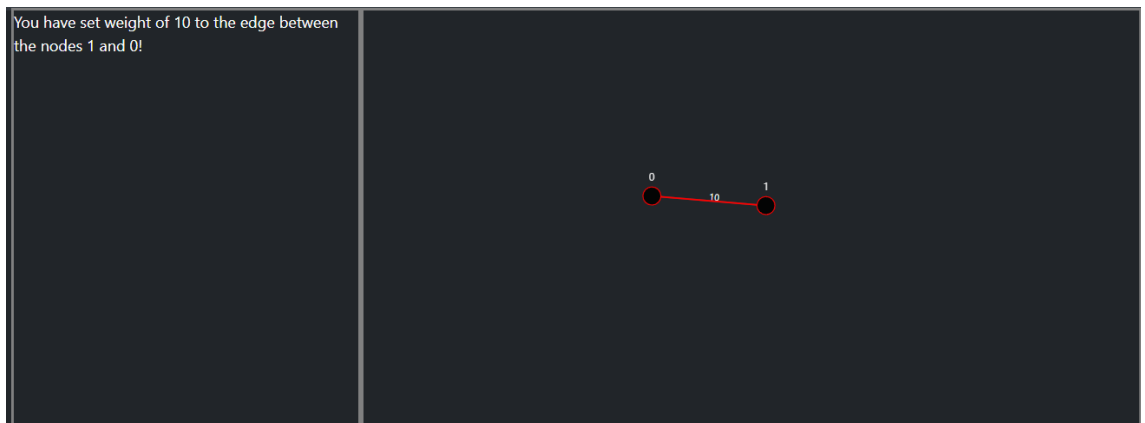 You have set weight of 10 to the edge between
the nodes 1 and 0!
0
1
10